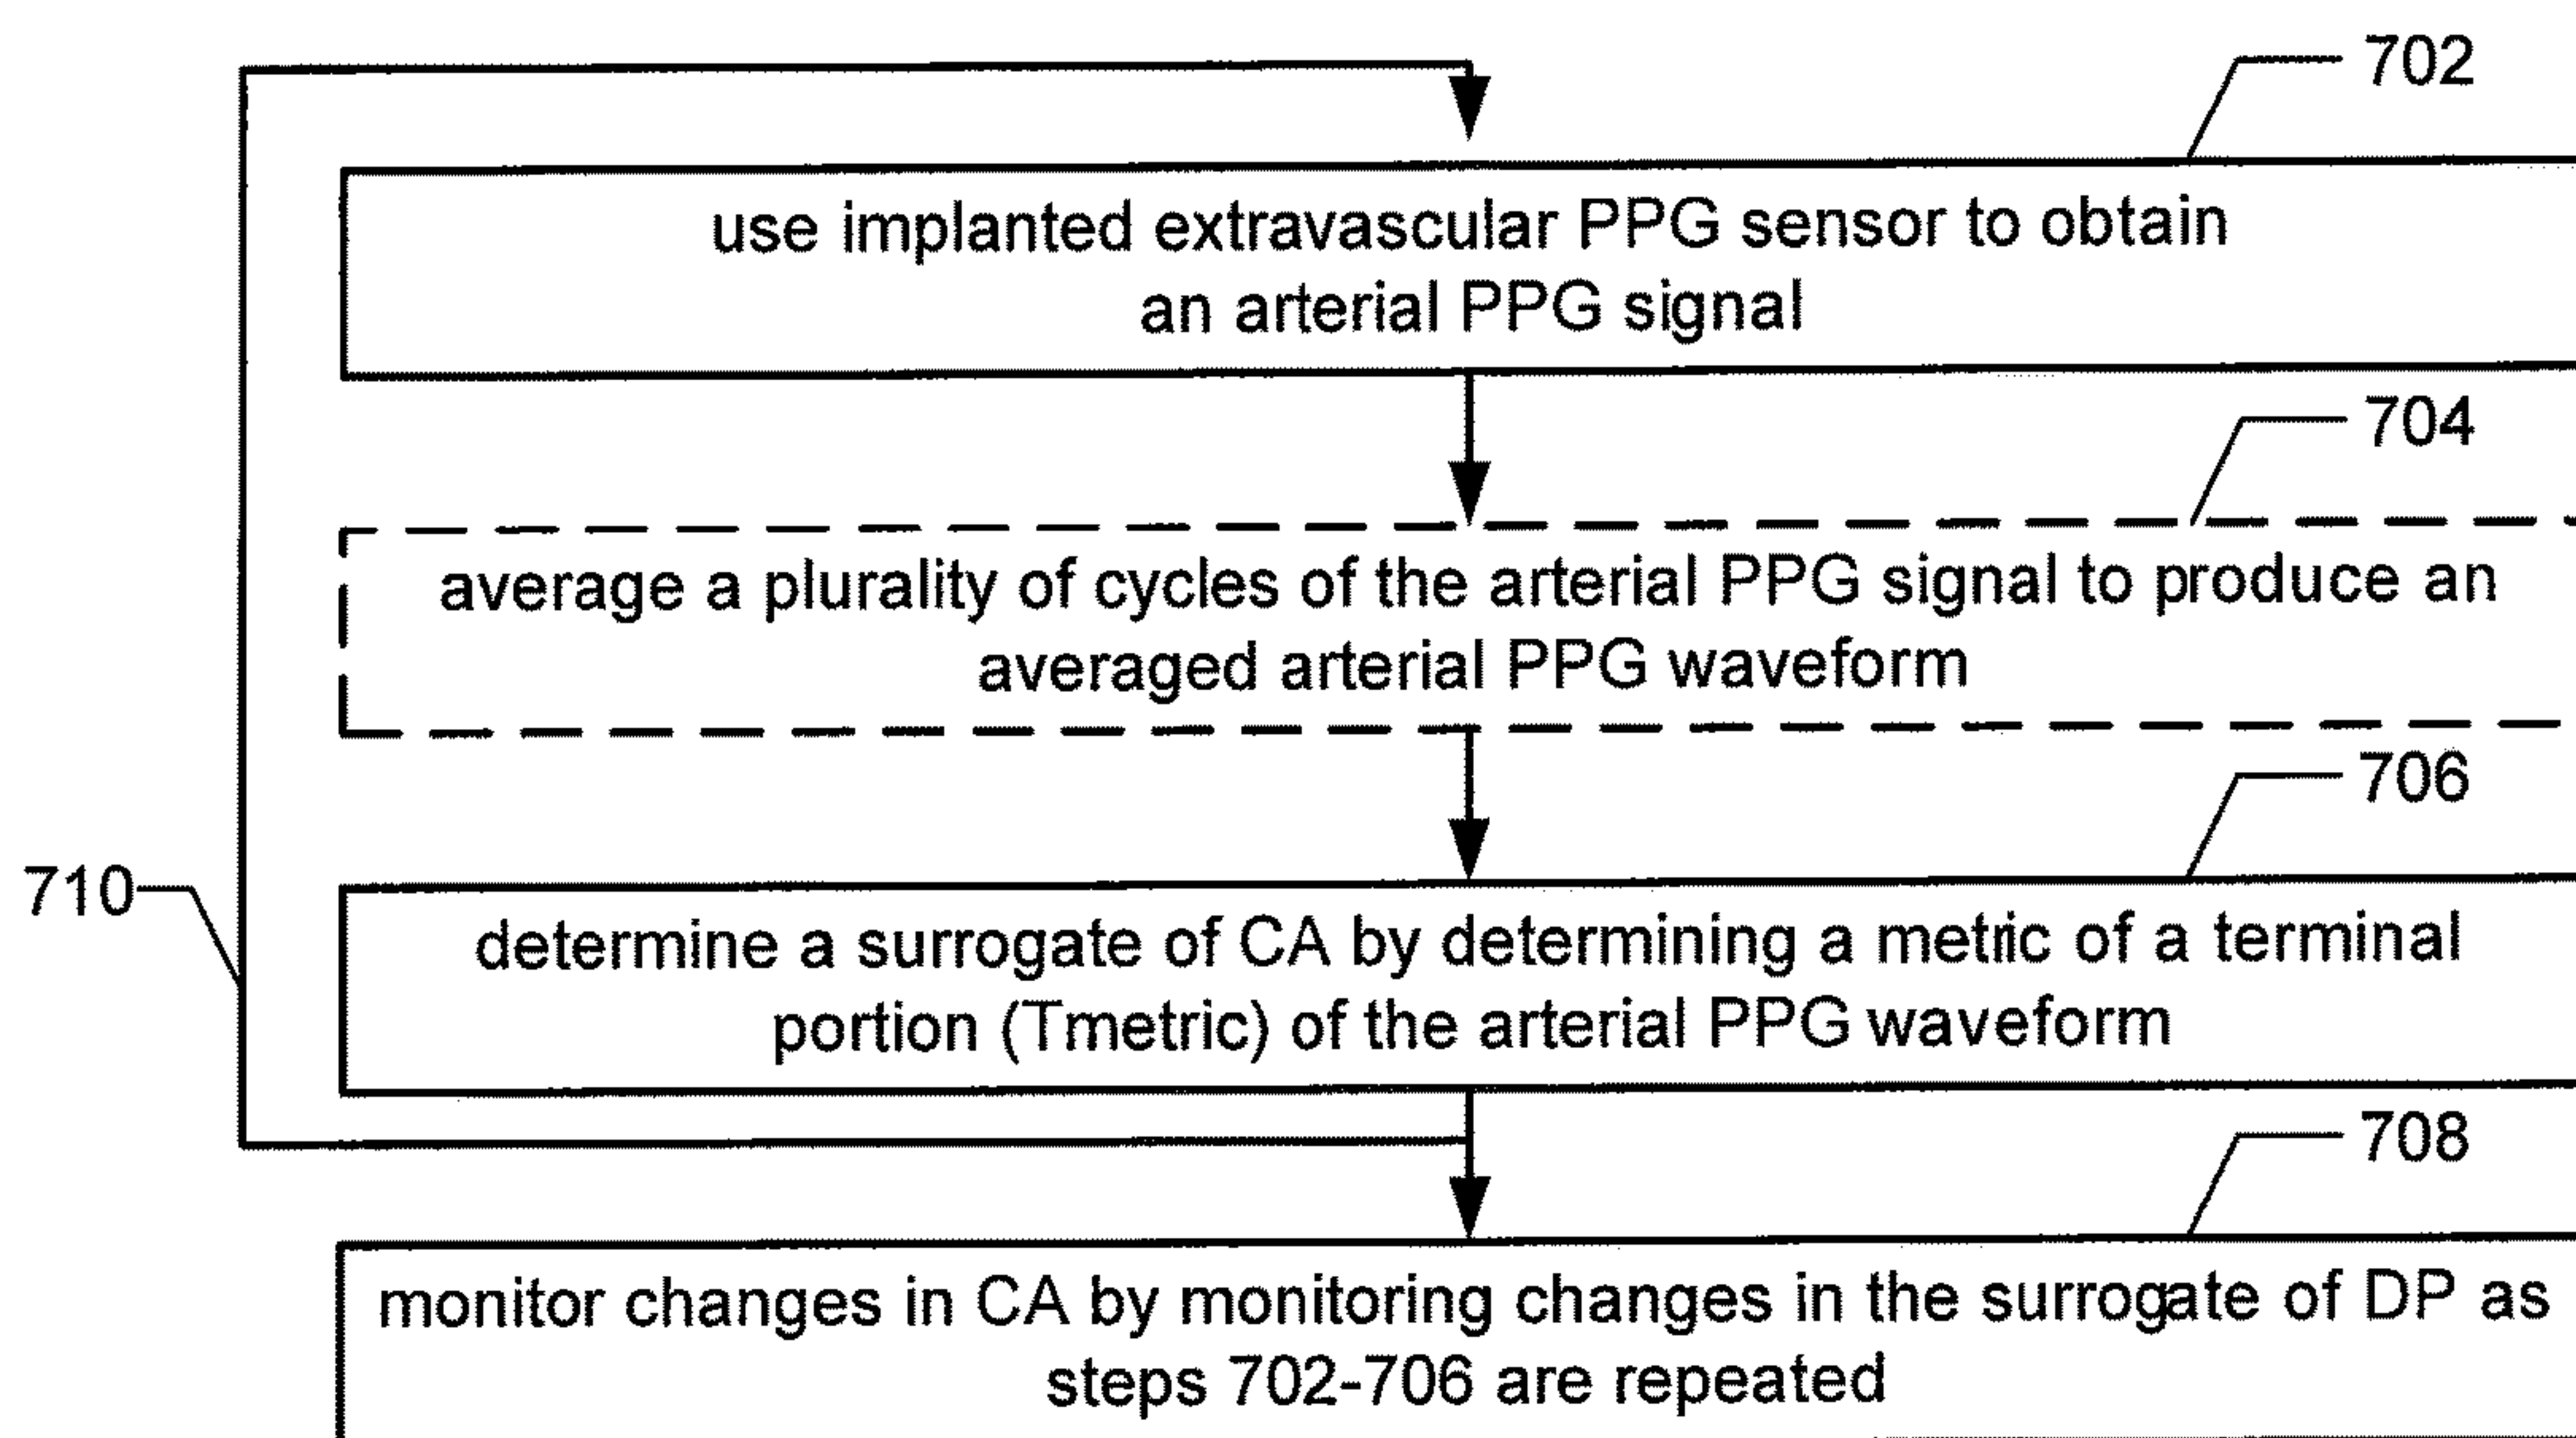 702
use implanted extravascular PPG sensor to obtain
an arterial PPG signal
704
average a plurality of cycles of the arterial PPG signal to produce an
averaged arterial PPG waveform
706
710
determine a surrogate of CA by determining a metric of a terminal
portion (Tmetric) of the arterial PPG waveform
708
monitor changes in CA by monitoring changes in the surrogate of DP as
steps 702-706 are repeated